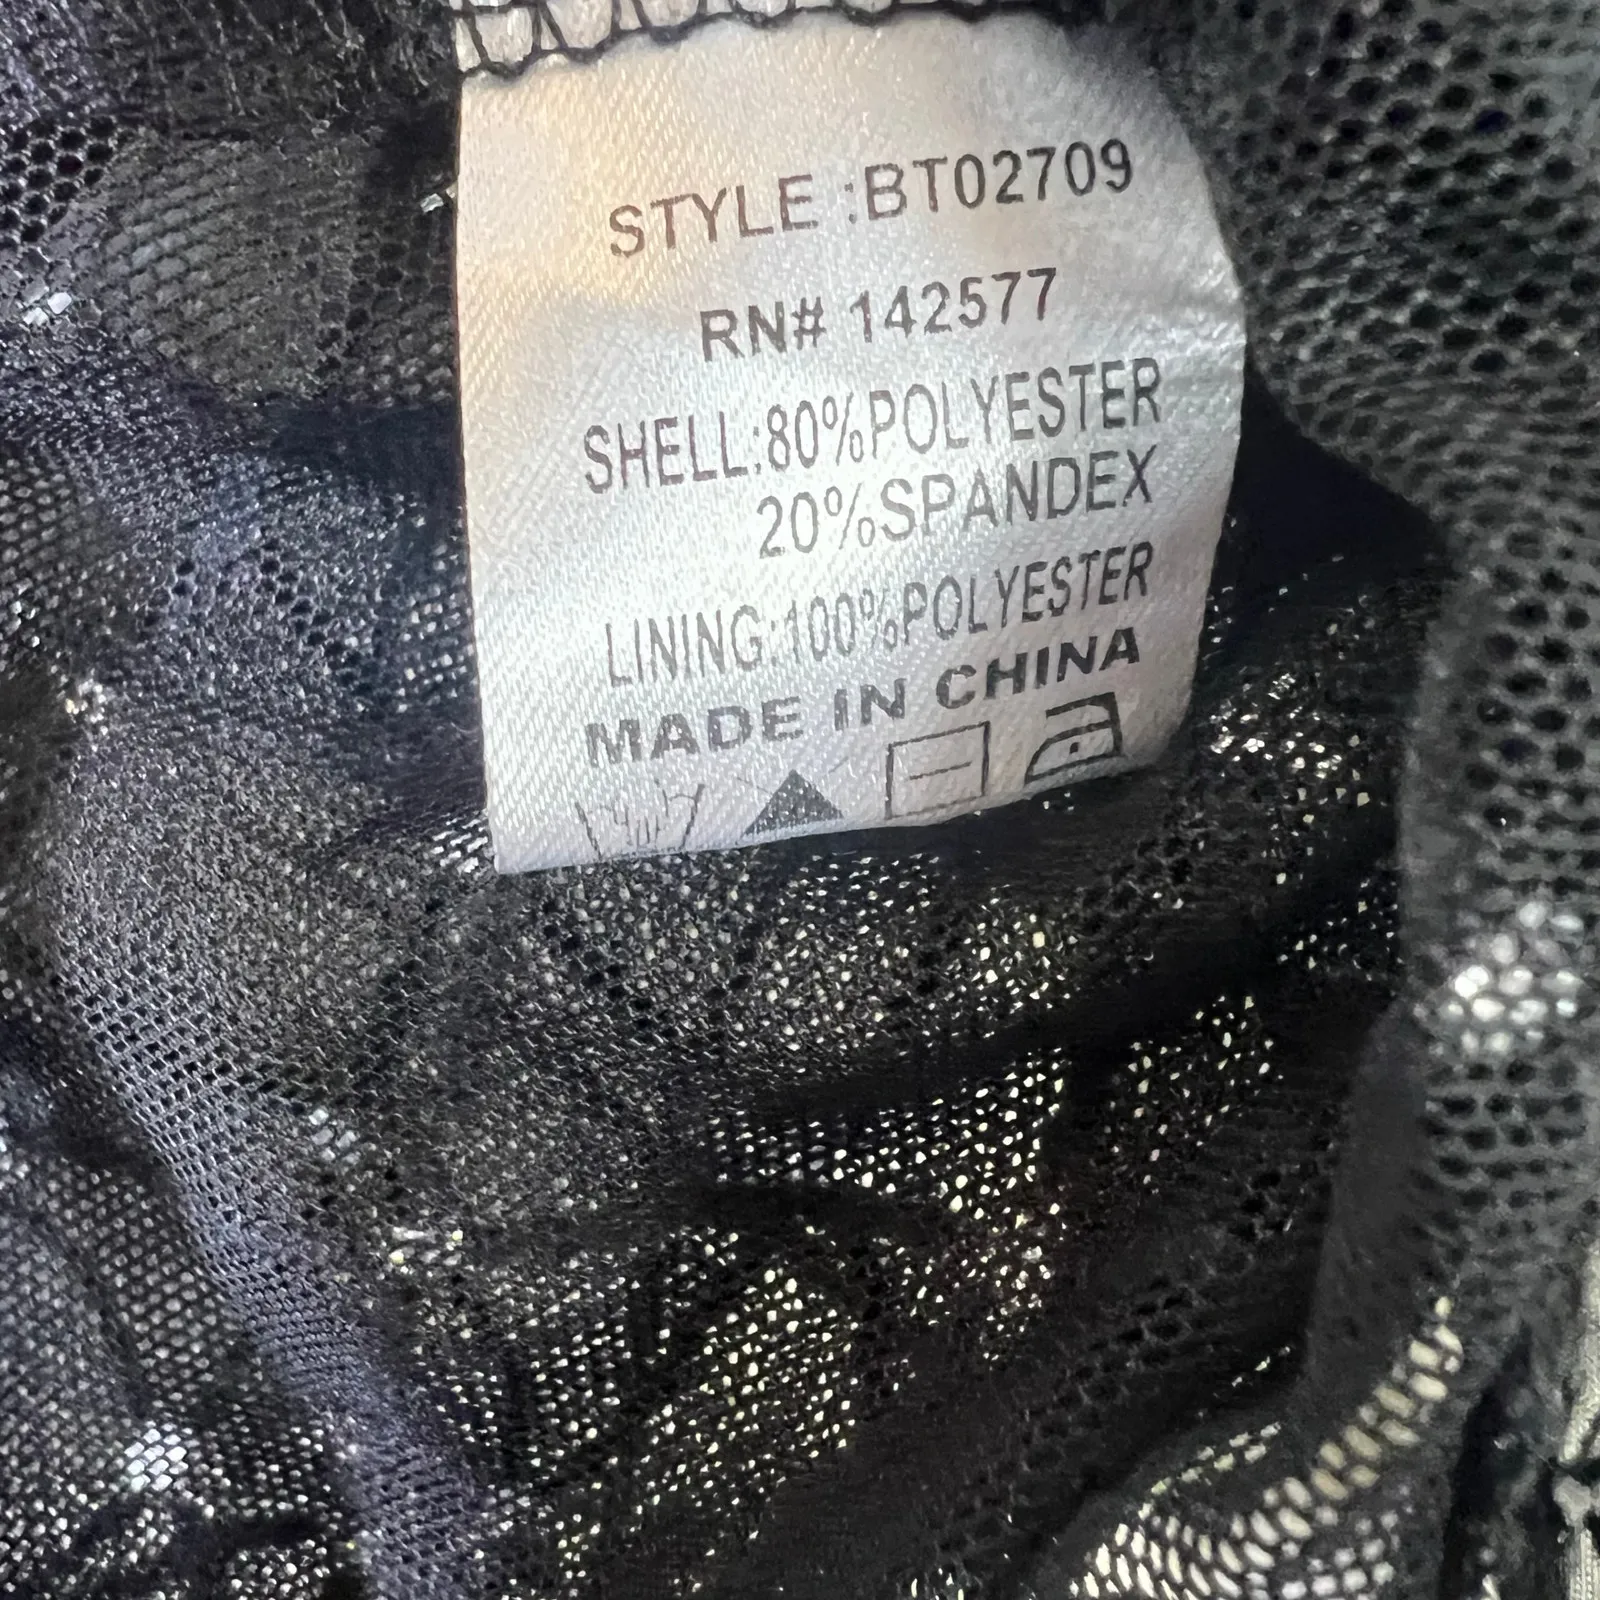 STYLE :BT02709
RN# 142577
SHELL:80%POLYESTER
20%SPANDEX
LINING:100%POLYESTER
MADE IN CHINA